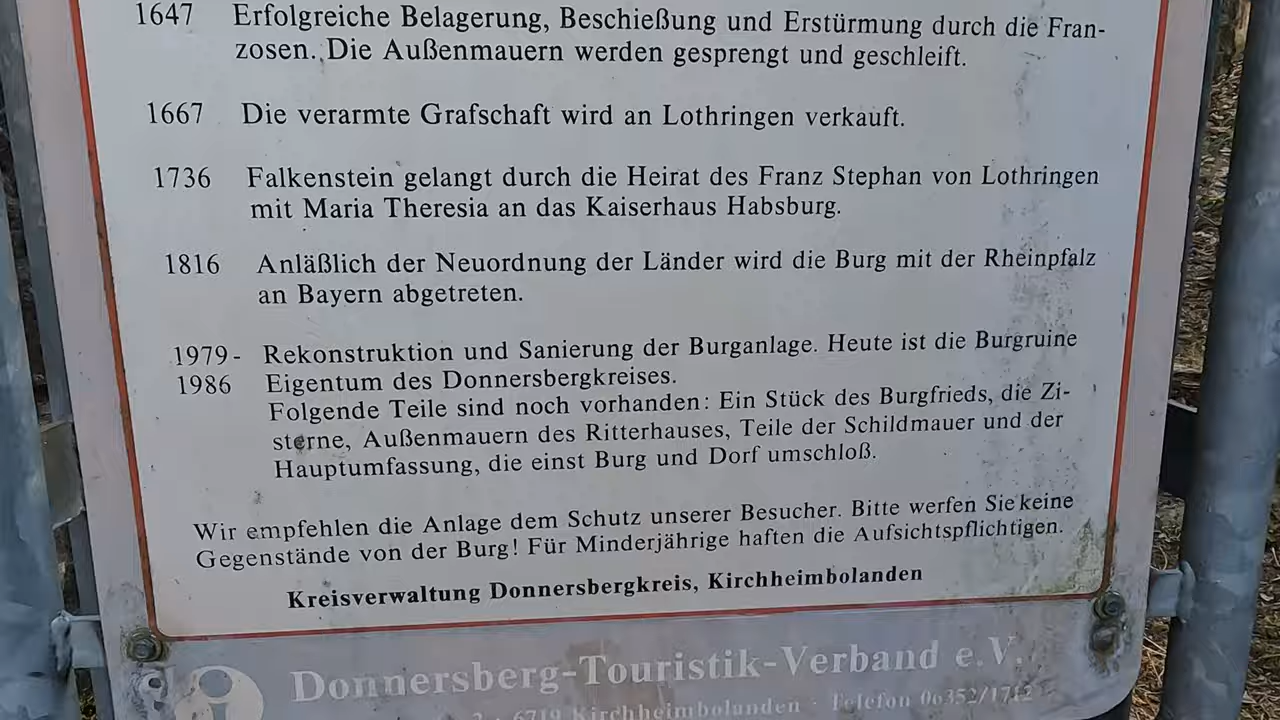 1647 Erfolgreiche Belagerung, Beschießung und Erstürmung durch die Fran-
zosen. Die Außenmauern werden gesprengt und geschleift.
1667 Die verarmte Grafschaft wird an Lothringen verkauft.
1736 Falkenstein gelangt durch die Heirat des Franz Stephan von Lothringen
mit Maria Theresia an das Kaiserhaus Habsburg.
1816 Anläßlich der Neuordnung der Länder wird die Burg mit der Rheinpfalz
an Bayern abgetreten.
1979- Rekonstruktion und Sanierung der Burganlage. Heute ist die Burgruine
1986 Eigentum des Donnersbergkreises.
Folgende Teile sind noch vorhanden: Ein Stück des Burgfrieds, die Zi-
sterne, Außenmauern des Ritterhauses, Teile der Schildmauer und der
Hauptumfassung, die einst Burg und Dorf umschloß.
Wir empfehlen die Anlage dem Schutz unserer Besucher. Bitte werfen Sie keine
Gegenstände von der Burg! Für Minderjährige haften die Aufsichtspflichtigen.
Kreisverwaltung Donnersbergkreis, Kirchheimbolanden
i Donnersberg-Touristik-Verband e.V.
6719 Kirchheimbolanden · Telefon 06352/1712